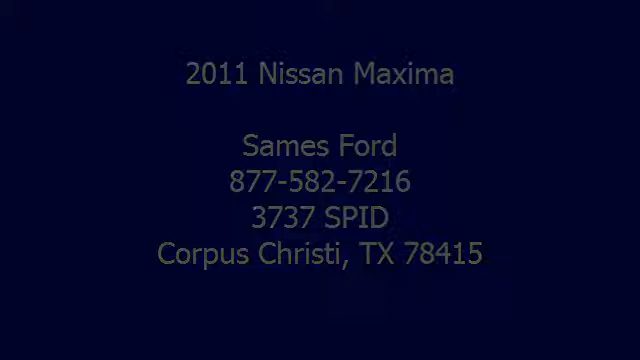 2011 Nissan Maxima
Sames Ford
877-582-7216
3737 SPID
Corpus Christi, TX 78415